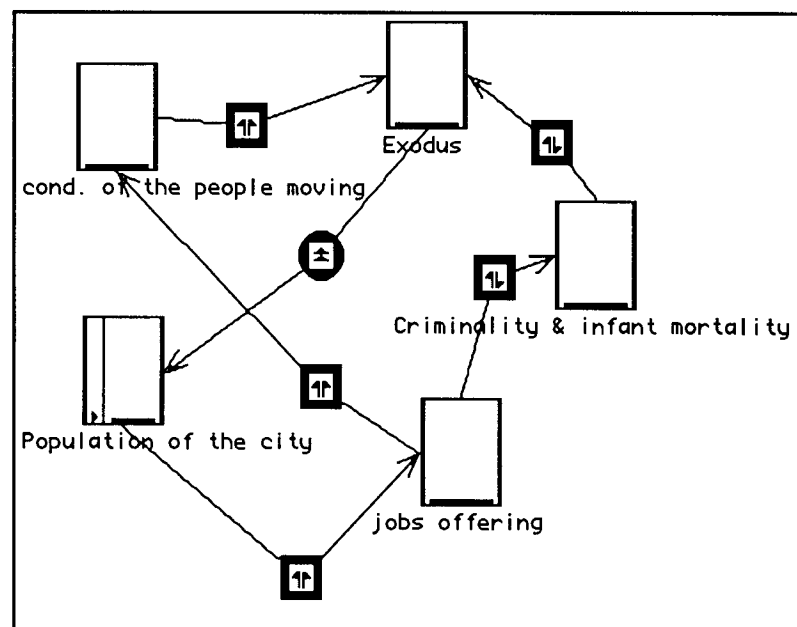 Exodus
cond. of the people moving
Criminality & infant mortality
Population of the city
jobs offering